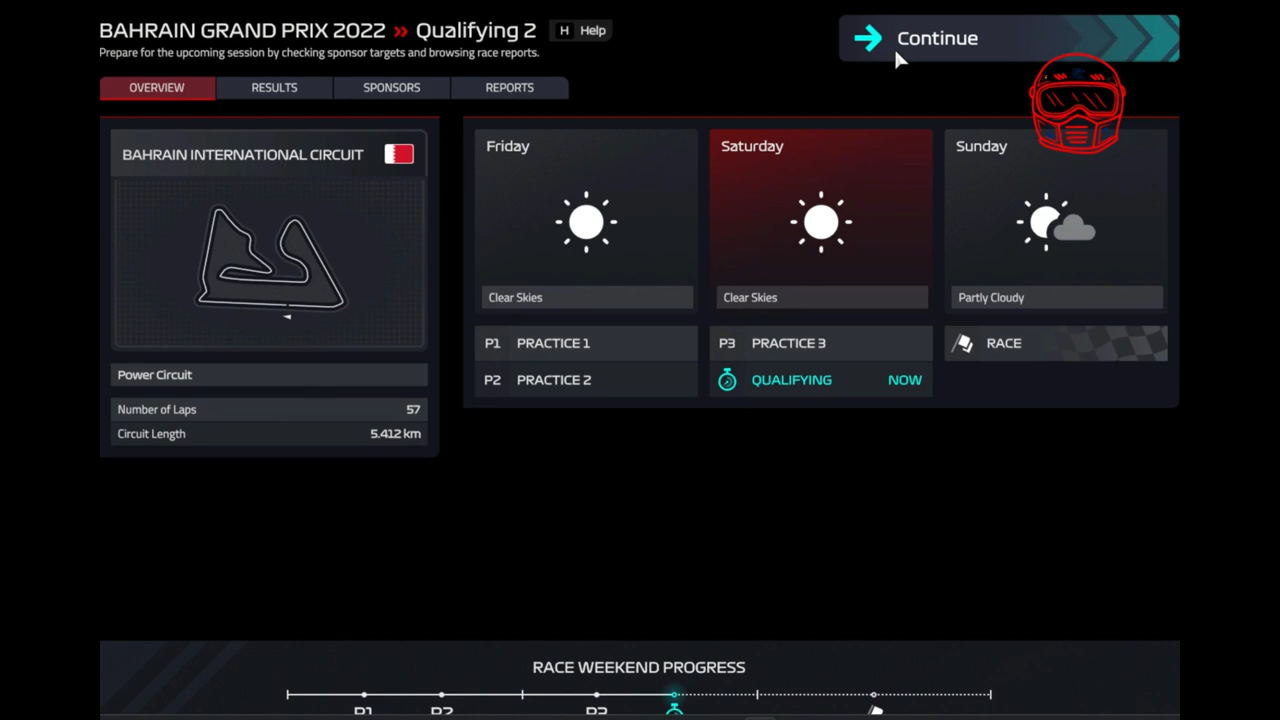 BAHRAIN GRAND PRIX 2022 » Qualifying 2 H Help
Prepare for the upcoming session by checking sponsor targets and browsing race reports.
Continue
OVERVIEW RESULTS SPONSORS REPORTS
BAHRAIN INTERNATIONAL CIRCUIT
Power Circuit
Number of Laps 57
Circuit Length 5.412 km
Friday
Clear Skies
P1 PRACTICE 1
P2 PRACTICE 2
Saturday
Clear Skies
P3 PRACTICE 3
QUALIFYING NOW
Sunday
Partly Cloudy
RACE
RACE WEEKEND PROGRESS
P1 P2 P3